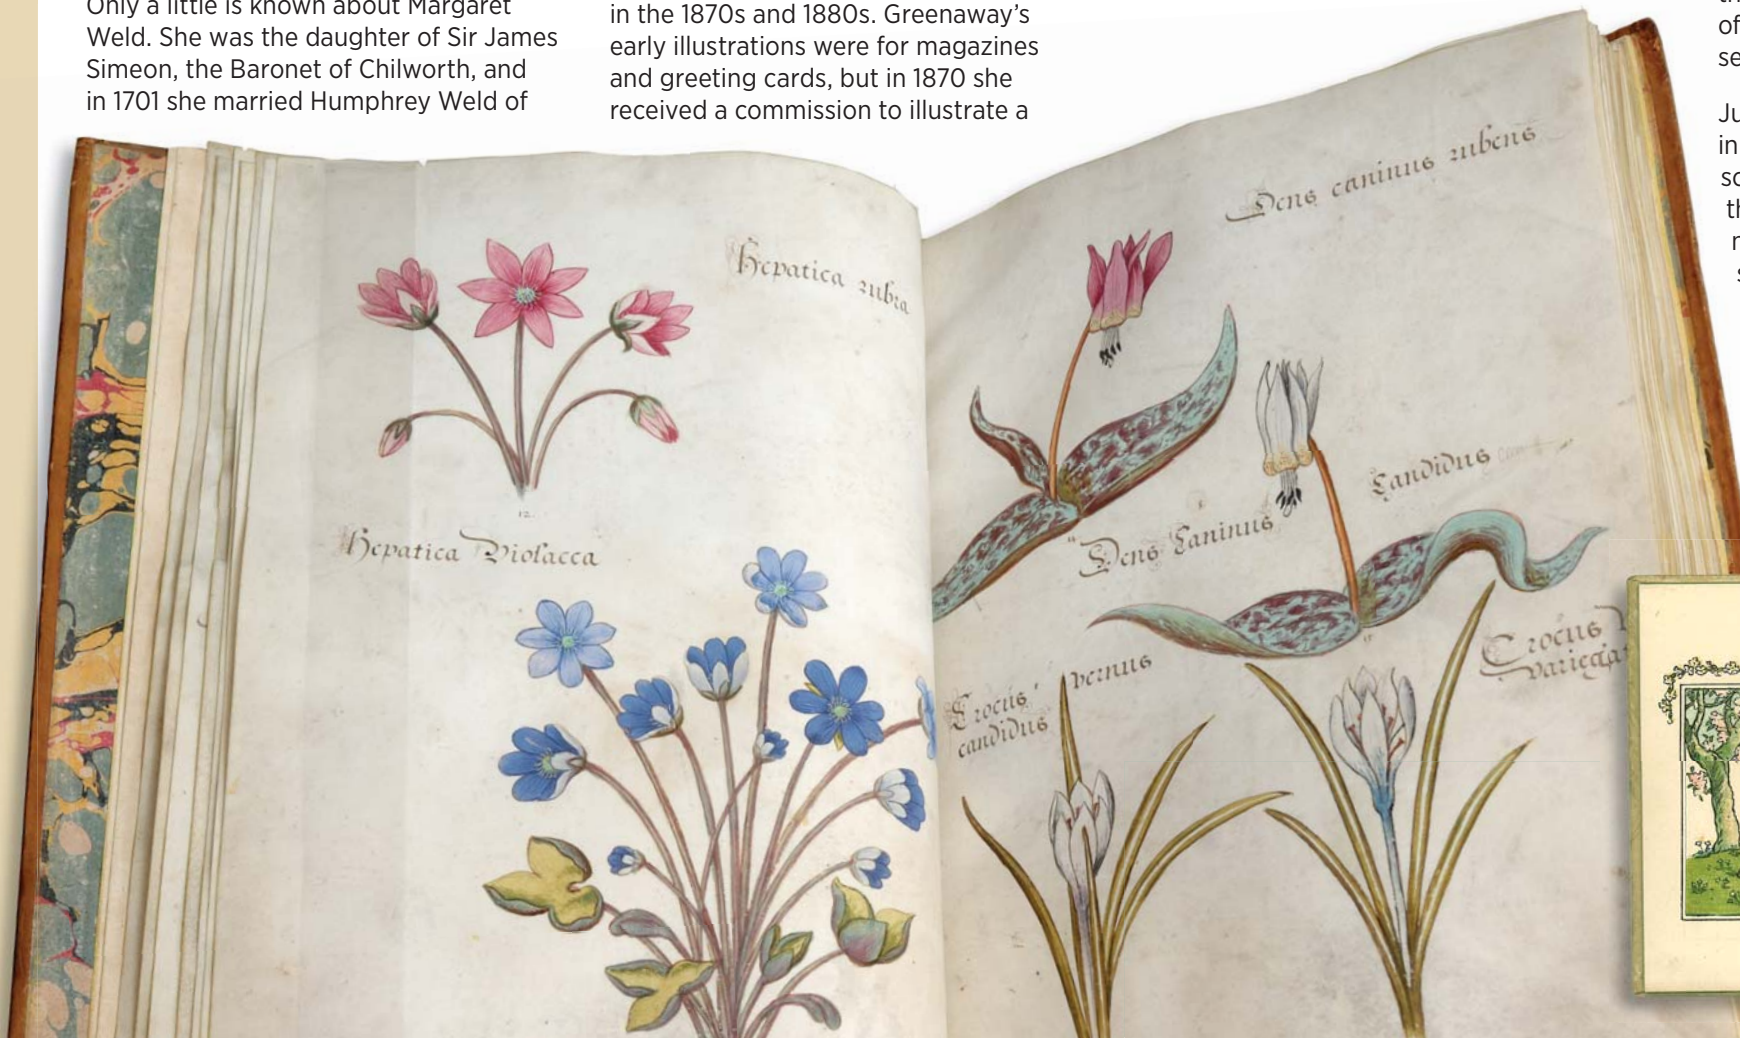 Only a little is known about Margaret
Weld. She was the daughter of Sir James
Simeon, the Baronet of Chilworth, and
in 1701 she married Humphrey Weld of
in the 1870s and 1880s. Greenaway’s
early illustrations were for magazines
and greeting cards, but in 1870 she
received a commission to illustrate a
of
Hepatica rubra
12
Hepatica Violacea
Dens caninus rubens
Dens Caninus
Candidus
Crocus vernus
candidus
Crocus